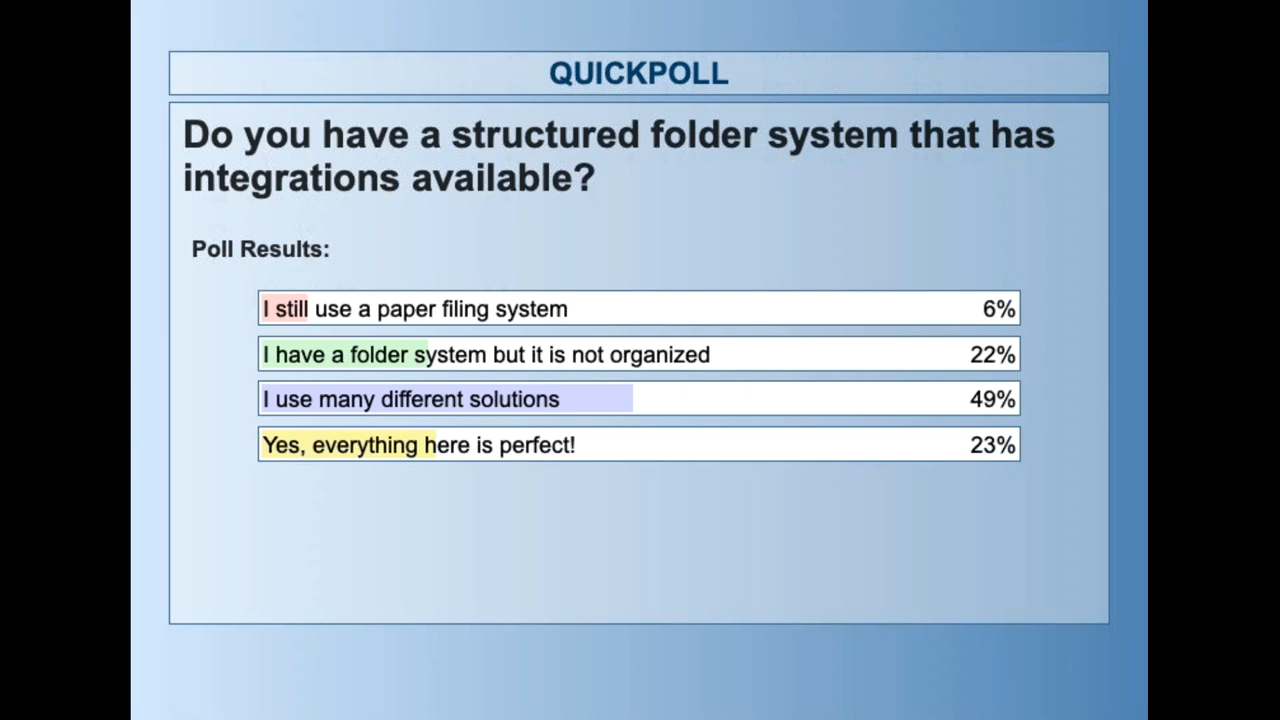 QUICKPOLL
Do you have a structured folder system that has
integrations available?
Poll Results:
I still use a paper filing system 6%
I have a folder system but it is not organized 22%
I use many different solutions 49%
Yes, everything here is perfect! 23%